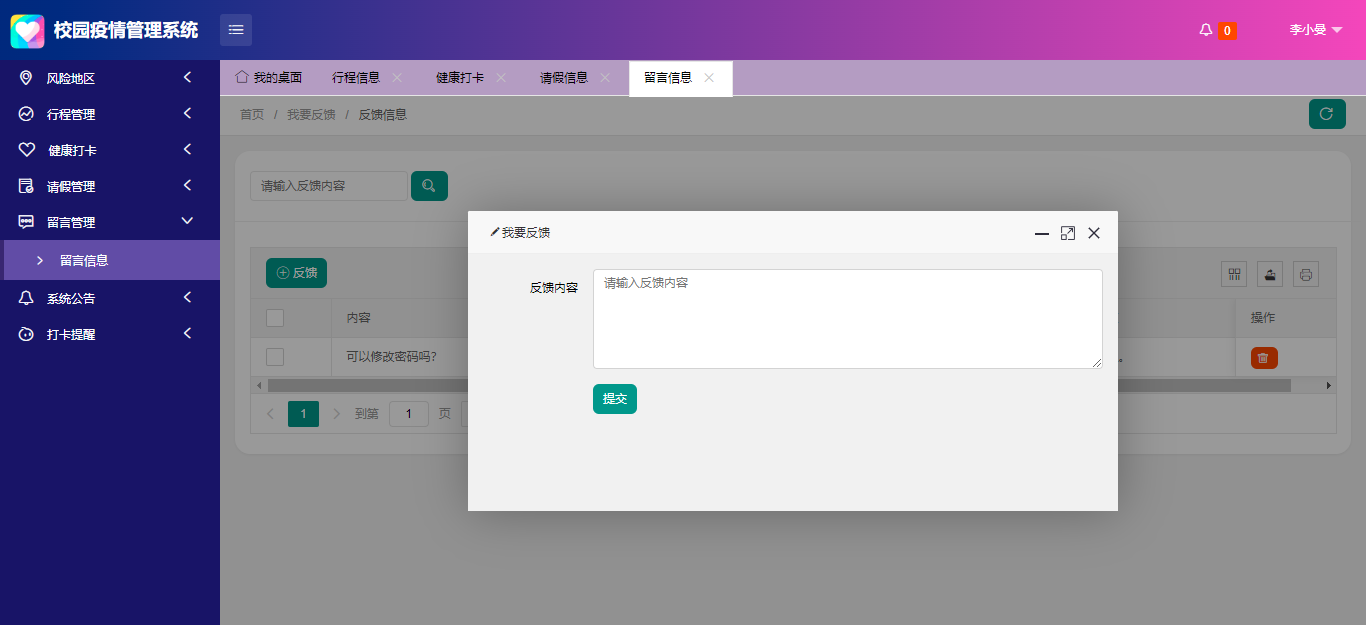 校园疫情管理系统
0
李小曼
风险地区
行程管理
健康打卡
请假管理
留言管理
留言信息
系统公告
打卡提醒
我的桌面 行程信息 健康打卡 请假信息 留言信息
首页 / 我要反馈 / 反馈信息
请输入反馈内容
反馈
内容 操作
可以修改密码吗?
。
1 到第 1 页
我要反馈
反馈内容 请输入反馈内容
提交